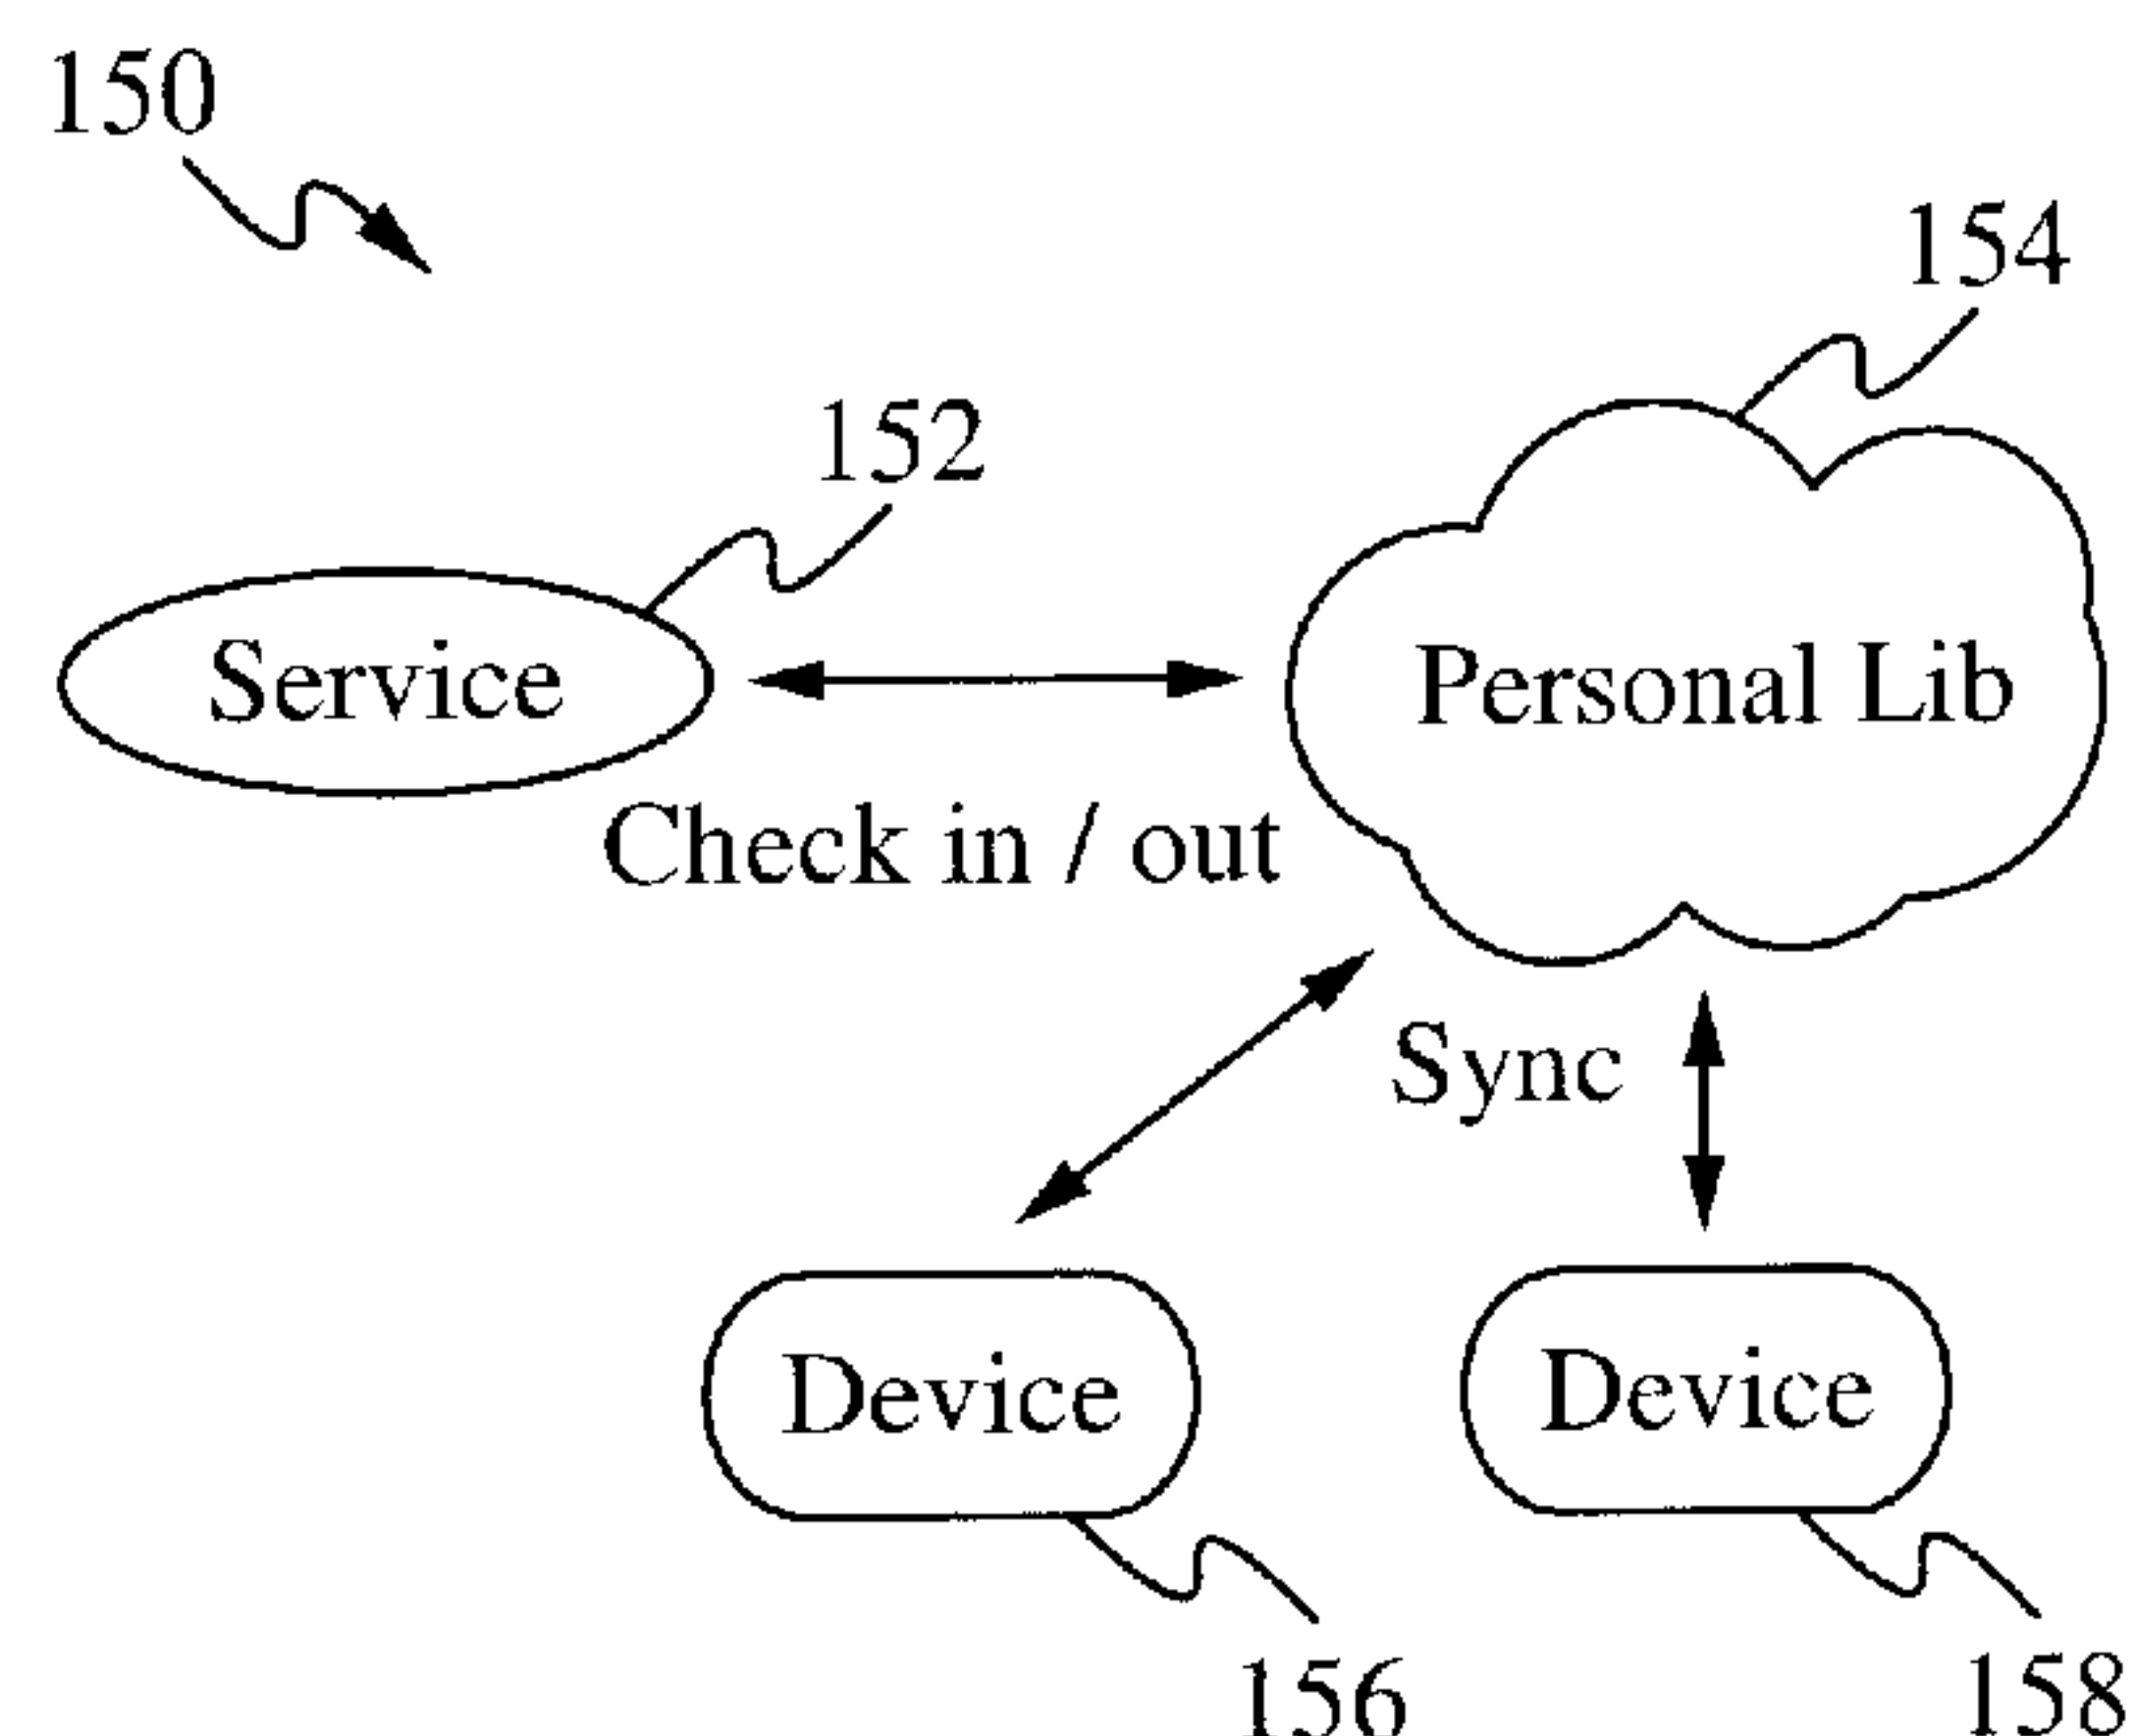 150
154
152
Service
Personal Lib
Check in / out
Sync
Device
Device
156
158